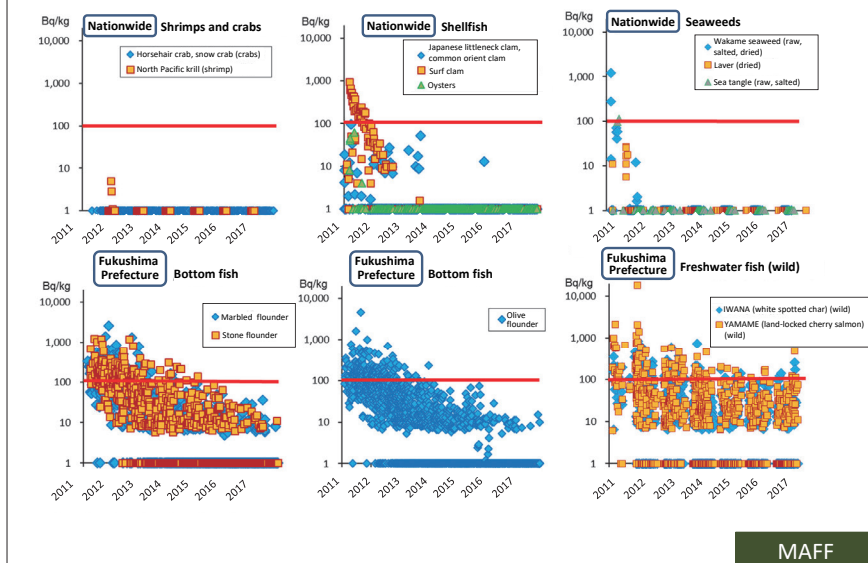 Bq/kg
Nationwide Shrimps and crabs
10,000
Horsehair crab, snow crab (crabs)
North Pacific krill (shrimp)
1,000
100
10
1
2011 2012 2013 2014 2015 2016 2017
Bq/kg
Nationwide Shellfish
10,000
Japanese littleneck clam,
common orient clam
Surf clam
Oysters
1,000
100
10
1
2011 2012 2013 2014 2015 2016 2017
Bq/kg
Nationwide Seaweeds
10,000
Wakame seaweed (raw,
salted, dried)
Laver (dried)
Sea tangle (raw, salted)
1,000
100
10
1
2011 2012 2013 2014 2015 2016 2017
Fukushima
Prefecture Bottom fish
Bq/kg
10,000
Marbled
flounder
Stone flounder
1,000
100
10
1
2011 2012 2013 2014 2015 2016 2017
Fukushima
Prefecture Bottom fish
Bq/kg
10,000
Olive
flounder
1,000
100
10
1
2011 2012 2013 2014 2015 2016 2017
Fukushima
Prefecture Freshwater fish (wild)
Bq/kg
10,000
IWANA (white spotted char) (wild)
YAMAME (land-locked cherry salmon)
(wild)
1,000
100
10
1
2011 2012 2013 2014 2015 2016 2017
MAFF